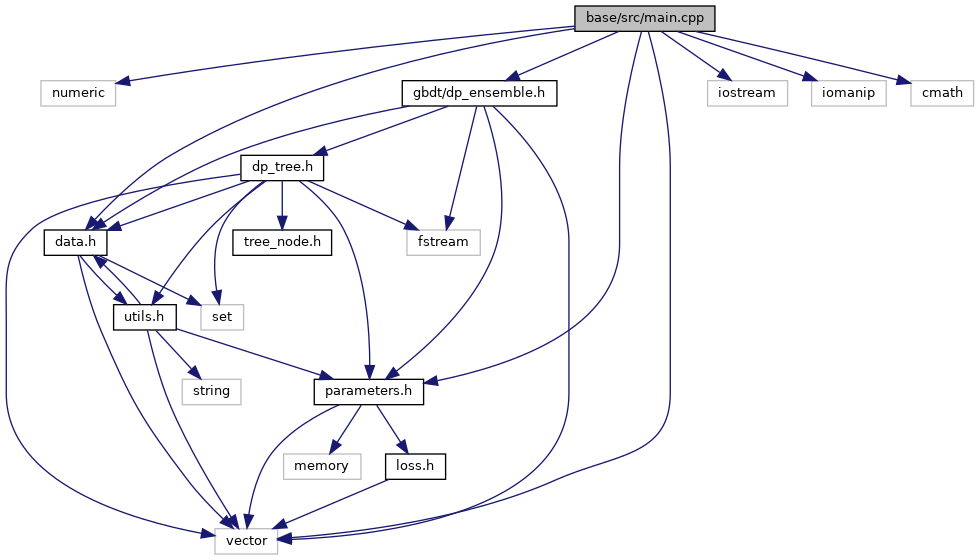 base/src/main.cpp
numeric
gbdt/dp_ensemble.h
iostream
iomanip
cmath
dp_tree.h
data.h
tree_node.h
fstream
utils.h
set
string
parameters.h
memory
loss.h
vector